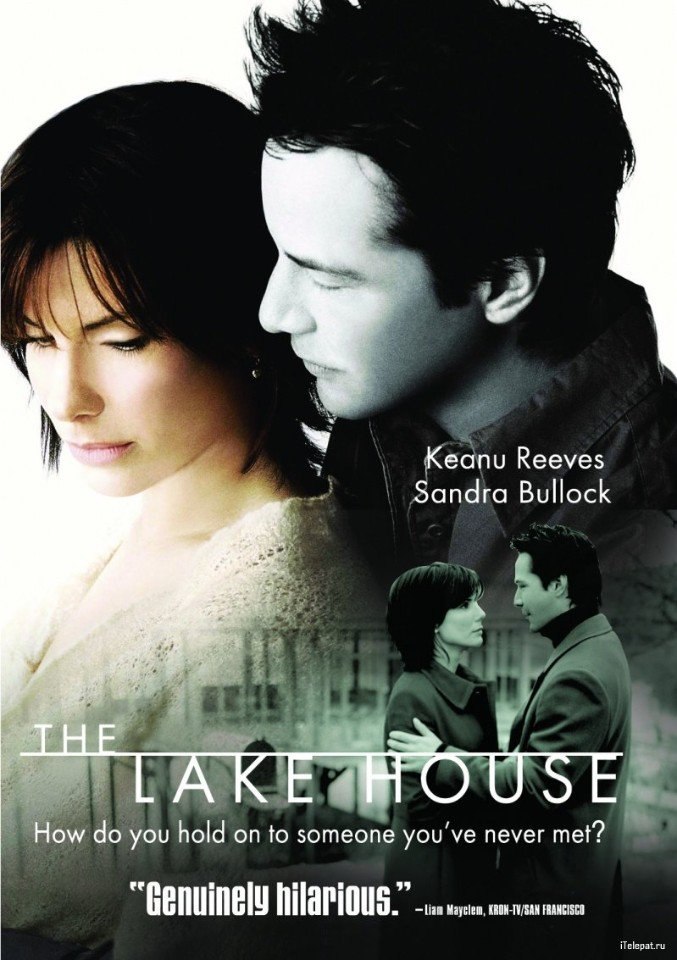 Keanu Reeves
Sandra Bullock
THE
LAKE HOUSE
How do you hold on to someone you've never met?
“Genuinely hilarious.” –Liam Mayclem, KRON-TV/SAN FRANCISCO
iTelepat.ru